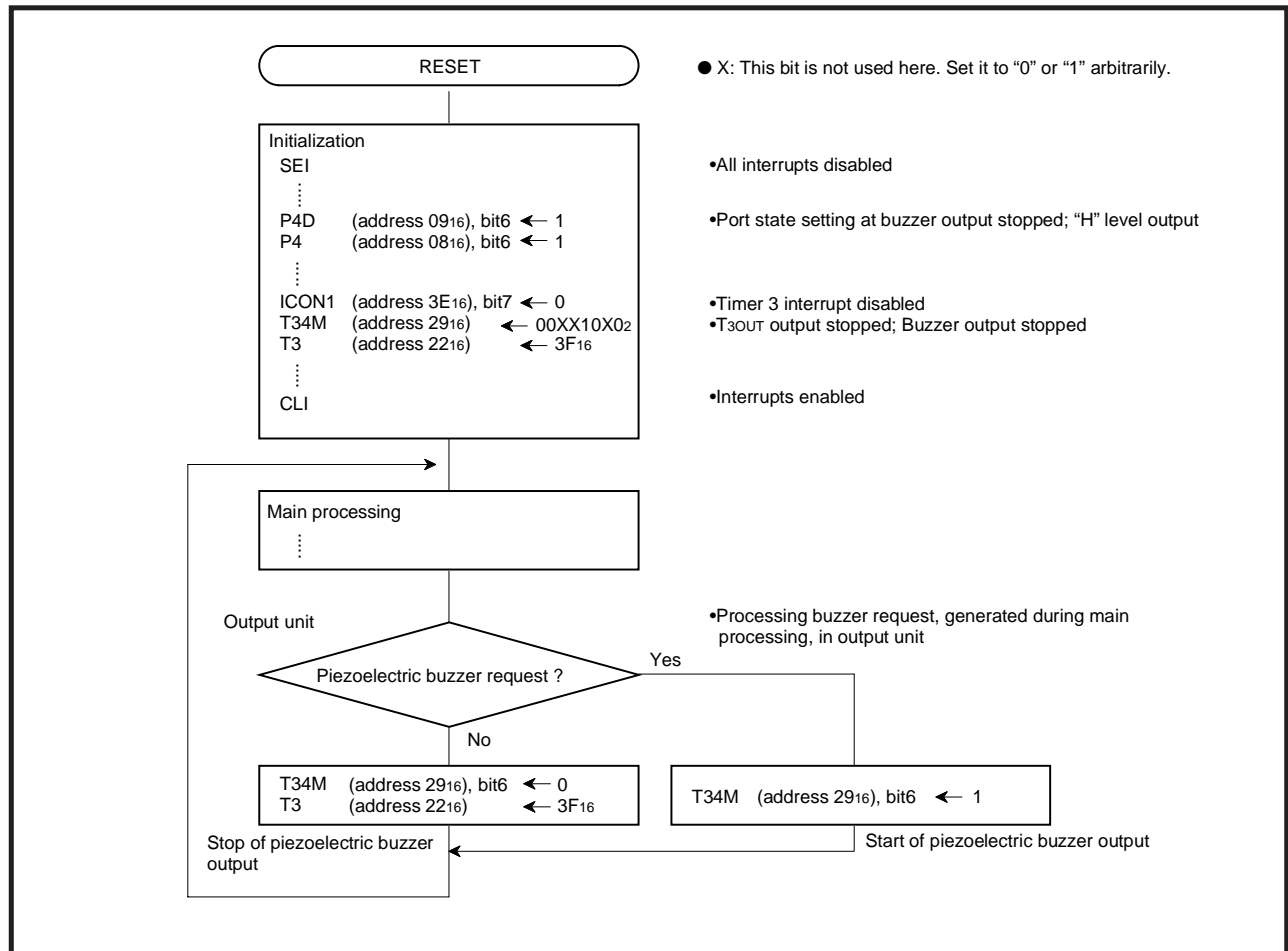 RESET
● X: This bit is not used here. Set it to “0” or “1” arbitrarily.
Initialization
SEI
•All interrupts disabled
P4D (address 0916), bit6 ← 1
•Port state setting at buzzer output stopped; “H” level output
P4 (address 0816), bit6 ← 1
ICON1 (address 3E16), bit7 ← 0
•Timer 3 interrupt disabled
T34M (address 2916) ← 00XX10X02
•T3OUT output stopped; Buzzer output stopped
T3 (address 2216) ← 3F16
CLI
•Interrupts enabled
Main processing
Output unit
•Processing buzzer request, generated during main
processing, in output unit
Piezoelectric buzzer request ?
Yes
No
T34M (address 2916), bit6 ← 0
T3 (address 2216) ← 3F16
T34M (address 2916), bit6 ← 1
Stop of piezoelectric buzzer
output
Start of piezoelectric buzzer output